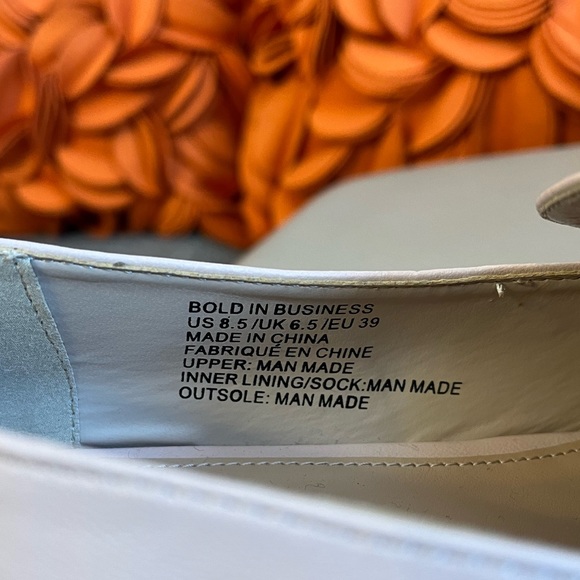 BOLD IN BUSINESS
US 8.5/UK 6.5/EU 39
MADE IN CHINA
FABRIQUÉ EN CHINE
UPPER: MAN MADE
INNER LINING/SOCK:MAN MADE
OUTSOLE: MAN MADE